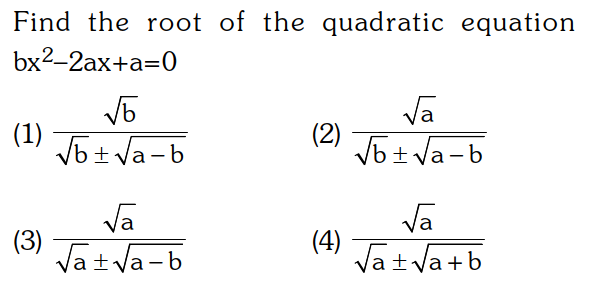 Find the root of the quadratic equation
bx²–2ax+a=0
(1) √b / (√b ± √(a – b)) (2) √a / (√b ± √(a – b))
(3) √a / (√a ± √(a – b)) (4) √a / (√a ± √(a + b))